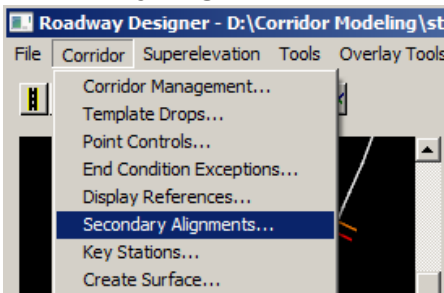 Roadway Designer - D:\Corridor Modeling\st
File Corridor Superelevation Tools Overlay Tools
Corridor Management...
Template Drops...
Point Controls...
End Condition Exceptions...
Display References...
Secondary Alignments...
Key Stations...
Create Surface...